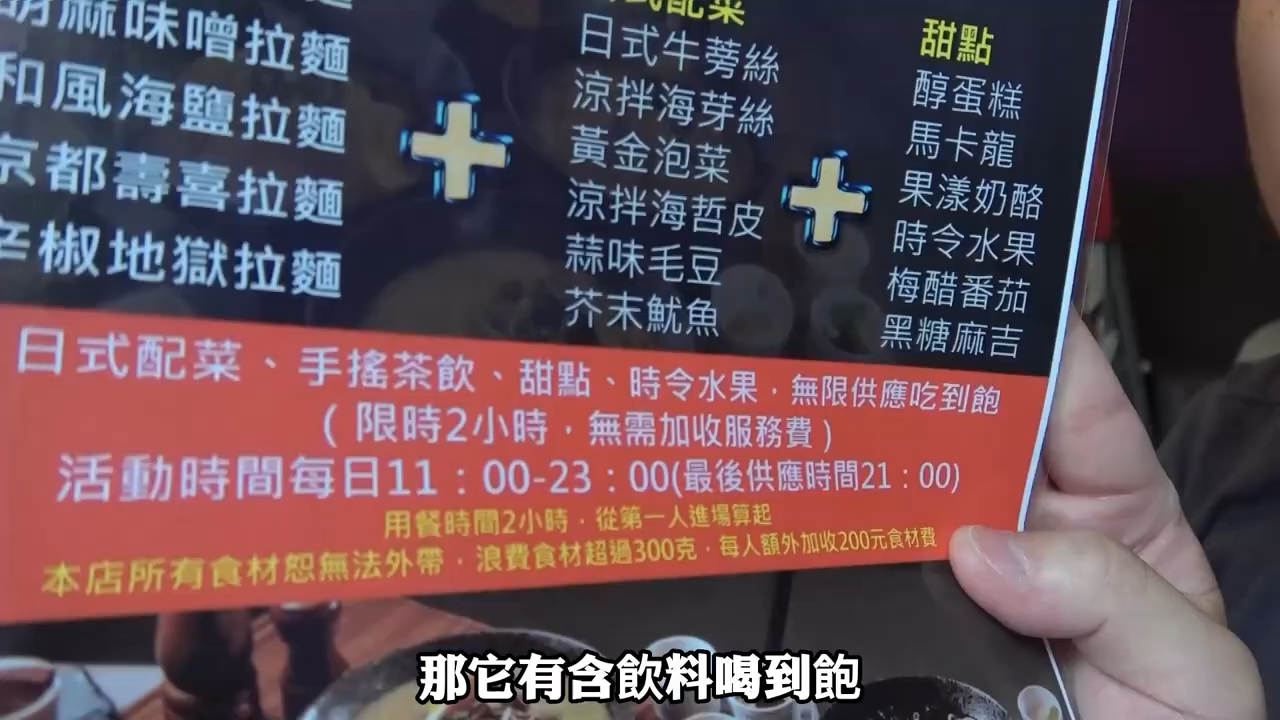 胡麻味噌拉麵
和風海鹽拉麵
京都壽喜拉麵
辛椒地獄拉麵
式配菜
日式牛蒡絲
涼拌海芽絲
黃金泡菜
涼拌海哲皮
蒜味毛豆
芥末魷魚
甜點
醇蛋糕
馬卡龍
果漾奶酪
時令水果
梅醋番茄
黑糖麻吉
日式配菜、手搖茶飲、甜點、時令水果，無限供應吃到飽
(限時2小時，無需加收服務費)
活動時間每日11：00-23：00(最後供應時間21：00)
用餐時間2小時，從第一人進場算起
本店所有食材恕無法外帶，浪費食材超過300克，每人額外加收200元食材費
那它有含飲料喝到飽